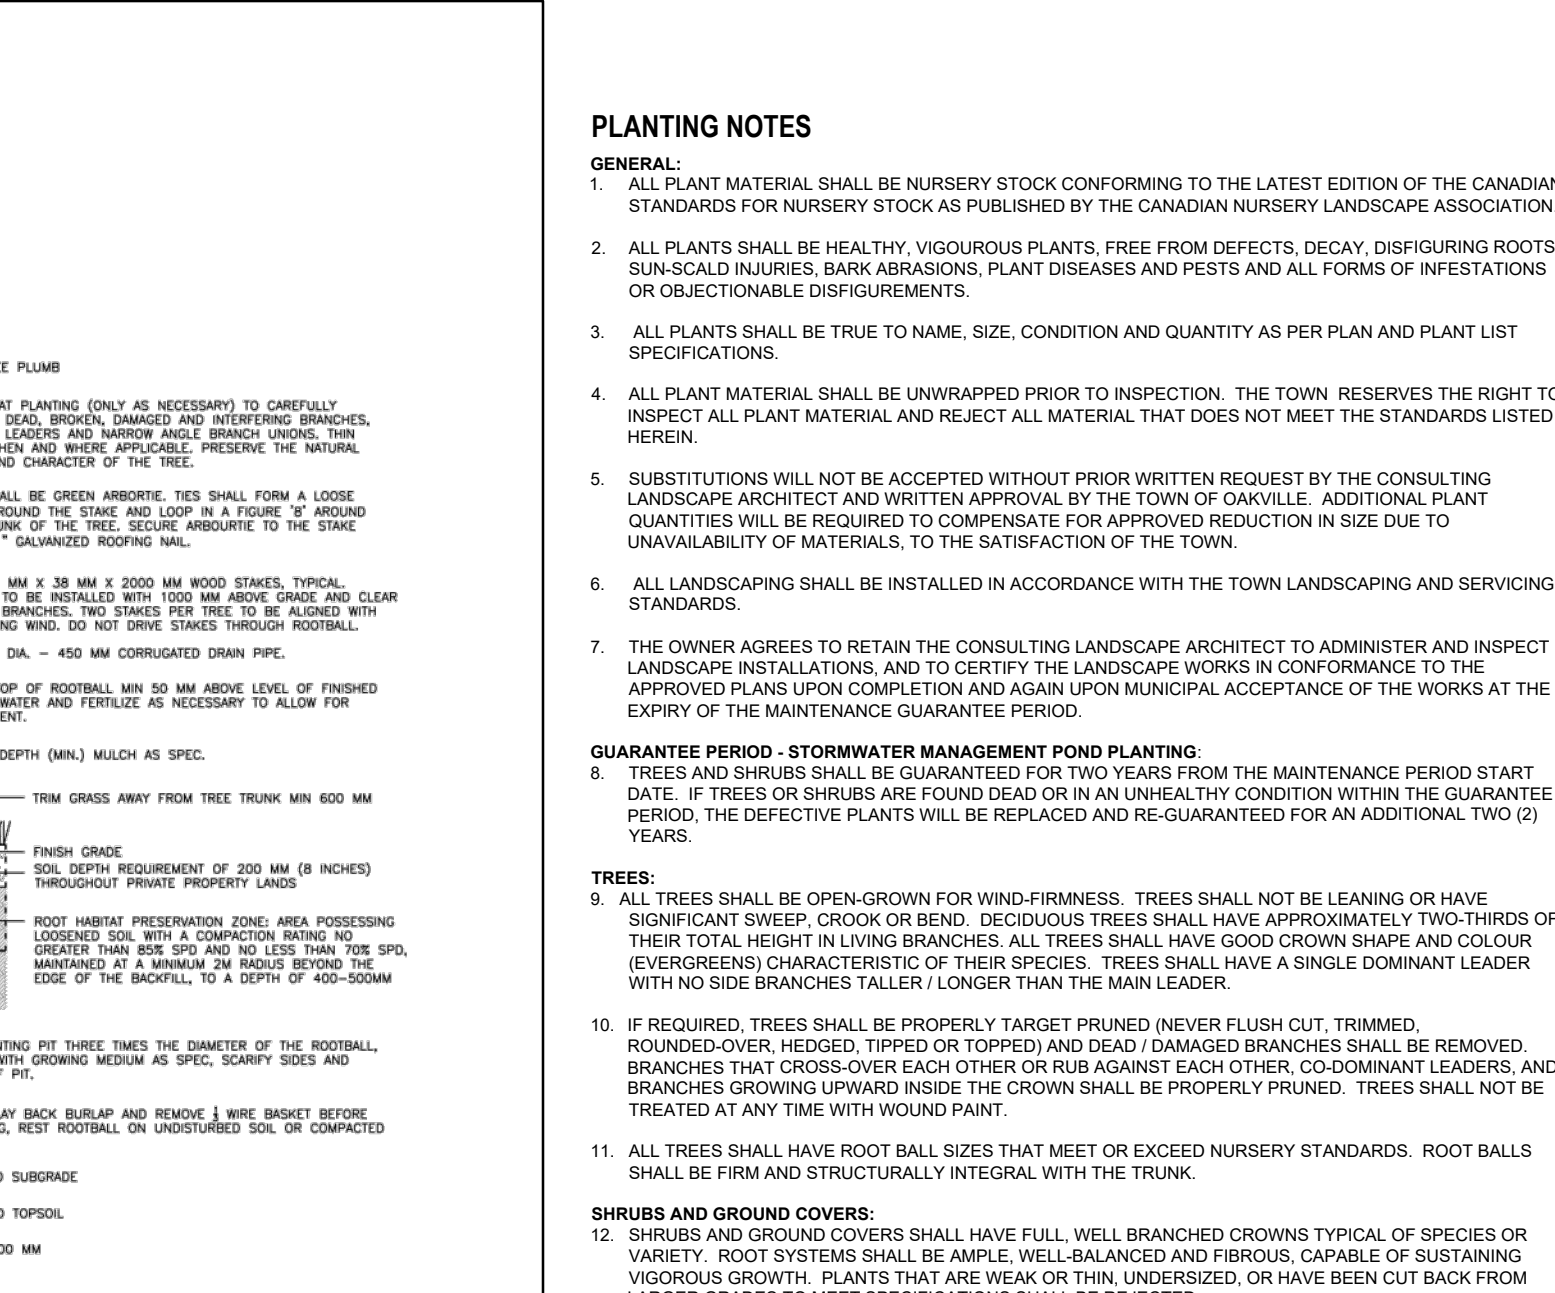 EE PLUMB
AT PLANTING (ONLY AS NECESSARY) TO CAREFULLY
DEAD, BROKEN, DAMAGED AND INTERFERING BRANCHES,
LEADERS AND NARROW ANGLE BRANCH UNIONS. THIN
HEN AND WHERE APPLICABLE. PRESERVE THE NATURAL
ND CHARACTER OF THE TREE.
ALL BE GREEN ARBORTIE. TIES SHALL FORM A LOOSE
ROUND THE STAKE AND LOOP IN A FIGURE '8' AROUND
UNK OF THE TREE. SECURE ARBOURTIE TO THE STAKE
" GALVANIZED ROOFING NAIL.
MM X 38 MM X 2000 MM WOOD STAKES, TYPICAL.
TO BE INSTALLED WITH 1000 MM ABOVE GRADE AND CLEAR
BRANCHES. TWO STAKES PER TREE TO BE ALIGNED WITH
NG WIND. DO NOT DRIVE STAKES THROUGH ROOTBALL.
DIA. – 450 MM CORRUGATED DRAIN PIPE.
OP OF ROOTBALL MIN 50 MM ABOVE LEVEL OF FINISHED
WATER AND FERTILIZE AS NECESSARY TO ALLOW FOR
ENT.
DEPTH (MIN.) MULCH AS SPEC.
TRIM GRASS AWAY FROM TREE TRUNK MIN 600 MM
FINISH GRADE
SOIL DEPTH REQUIREMENT OF 200 MM (8 INCHES)
THROUGHOUT PRIVATE PROPERTY LANDS
ROOT HABITAT PRESERVATION ZONE: AREA POSSESSING
LOOSENED SOIL WITH A COMPACTION RATING NO
GREATER THAN 85% SPD AND NO LESS THAN 70% SPD,
MAINTAINED AT A MINIMUM 2M RADIUS BEYOND THE
EDGE OF THE BACKFILL, TO A DEPTH OF 400–500MM
NTING PIT THREE TIMES THE DIAMETER OF THE ROOTBALL,
WITH GROWING MEDIUM AS SPEC, SCARIFY SIDES AND
F PIT.
AY BACK BURLAP AND REMOVE WIRE BASKET BEFORE
G, REST ROOTBALL ON UNDISTURBED SOIL OR COMPACTED
D SUBGRADE
D TOPSOIL
00 MM
PLANTING NOTES
GENERAL:
1. ALL PLANT MATERIAL SHALL BE NURSERY STOCK CONFORMING TO THE LATEST EDITION OF THE CANADIAN
STANDARDS FOR NURSERY STOCK AS PUBLISHED BY THE CANADIAN NURSERY LANDSCAPE ASSOCIATION.
2. ALL PLANTS SHALL BE HEALTHY, VIGOUROUS PLANTS, FREE FROM DEFECTS, DECAY, DISFIGURING ROOTS
SUN-SCALD INJURIES, BARK ABRASIONS, PLANT DISEASES AND PESTS AND ALL FORMS OF INFESTATIONS
OR OBJECTIONABLE DISFIGUREMENTS.
3. ALL PLANTS SHALL BE TRUE TO NAME, SIZE, CONDITION AND QUANTITY AS PER PLAN AND PLANT LIST
SPECIFICATIONS.
4. ALL PLANT MATERIAL SHALL BE UNWRAPPED PRIOR TO INSPECTION. THE TOWN RESERVES THE RIGHT TO
INSPECT ALL PLANT MATERIAL AND REJECT ALL MATERIAL THAT DOES NOT MEET THE STANDARDS LISTED
HEREIN.
5. SUBSTITUTIONS WILL NOT BE ACCEPTED WITHOUT PRIOR WRITTEN REQUEST BY THE CONSULTING
LANDSCAPE ARCHITECT AND WRITTEN APPROVAL BY THE TOWN OF OAKVILLE. ADDITIONAL PLANT
QUANTITIES WILL BE REQUIRED TO COMPENSATE FOR APPROVED REDUCTION IN SIZE DUE TO
UNAVAILABILITY OF MATERIALS, TO THE SATISFACTION OF THE TOWN.
6. ALL LANDSCAPING SHALL BE INSTALLED IN ACCORDANCE WITH THE TOWN LANDSCAPING AND SERVICING
STANDARDS.
7. THE OWNER AGREES TO RETAIN THE CONSULTING LANDSCAPE ARCHITECT TO ADMINISTER AND INSPECT
LANDSCAPE INSTALLATIONS, AND TO CERTIFY THE LANDSCAPE WORKS IN CONFORMANCE TO THE
APPROVED PLANS UPON COMPLETION AND AGAIN UPON MUNICIPAL ACCEPTANCE OF THE WORKS AT THE
EXPIRY OF THE MAINTENANCE GUARANTEE PERIOD.
GUARANTEE PERIOD - STORMWATER MANAGEMENT POND PLANTING:
8. TREES AND SHRUBS SHALL BE GUARANTEED FOR TWO YEARS FROM THE MAINTENANCE PERIOD START
DATE. IF TREES OR SHRUBS ARE FOUND DEAD OR IN AN UNHEALTHY CONDITION WITHIN THE GUARANTEE
PERIOD, THE DEFECTIVE PLANTS WILL BE REPLACED AND RE-GUARANTEED FOR AN ADDITIONAL TWO (2)
YEARS.
TREES:
9. ALL TREES SHALL BE OPEN-GROWN FOR WIND-FIRMNESS. TREES SHALL NOT BE LEANING OR HAVE
SIGNIFICANT SWEEP, CROOK OR BEND. DECIDUOUS TREES SHALL HAVE APPROXIMATELY TWO-THIRDS OF
THEIR TOTAL HEIGHT IN LIVING BRANCHES. ALL TREES SHALL HAVE GOOD CROWN SHAPE AND COLOUR
(EVERGREENS) CHARACTERISTIC OF THEIR SPECIES. TREES SHALL HAVE A SINGLE DOMINANT LEADER
WITH NO SIDE BRANCHES TALLER / LONGER THAN THE MAIN LEADER.
10. IF REQUIRED, TREES SHALL BE PROPERLY TARGET PRUNED (NEVER FLUSH CUT, TRIMMED,
ROUNDED-OVER, HEDGED, TIPPED OR TOPPED) AND DEAD / DAMAGED BRANCHES SHALL BE REMOVED.
BRANCHES THAT CROSS-OVER EACH OTHER OR RUB AGAINST EACH OTHER, CO-DOMINANT LEADERS, AND
BRANCHES GROWING UPWARD INSIDE THE CROWN SHALL BE PROPERLY PRUNED. TREES SHALL NOT BE
TREATED AT ANY TIME WITH WOUND PAINT.
11. ALL TREES SHALL HAVE ROOT BALL SIZES THAT MEET OR EXCEED NURSERY STANDARDS. ROOT BALLS
SHALL BE FIRM AND STRUCTURALLY INTEGRAL WITH THE TRUNK.
SHRUBS AND GROUND COVERS:
12. SHRUBS AND GROUND COVERS SHALL HAVE FULL, WELL BRANCHED CROWNS TYPICAL OF SPECIES OR
VARIETY. ROOT SYSTEMS SHALL BE AMPLE, WELL-BALANCED AND FIBROUS, CAPABLE OF SUSTAINING
VIGOROUS GROWTH. PLANTS THAT ARE WEAK OR THIN, UNDERSIZED, OR HAVE BEEN CUT BACK FROM
LARGER GRADES TO MEET SPECIFICATIONS SHALL BE REJECTED.